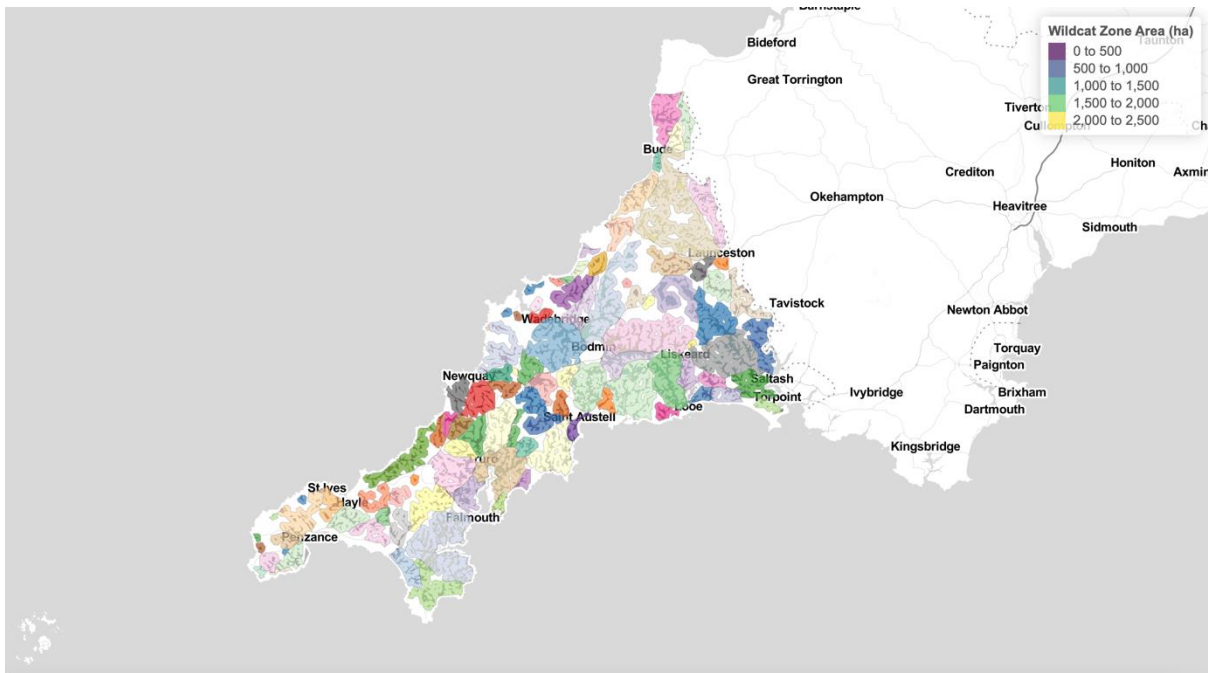 Barnstaple
Bideford
Great Torrington
Wildcat Zone Area (ha)
0 to 500
500 to 1,000
1,000 to 1,500
1,500 to 2,000
2,000 to 2,500
Taunton
Tiverton
Cullompton
Bude
Honiton
Crediton
Okehampton
Heavitree
Sidmouth
Launceston
Tavistock
Newton Abbot
Wadebridge
Bodmin
Liskeard
Torquay
Paignton
Newquay
Saltash
Ivybridge
Brixham
Torpoint
Dartmouth
Looe
Saint Austell
Kingsbridge
Truro
St Ives
Hayle
Falmouth
Penzance